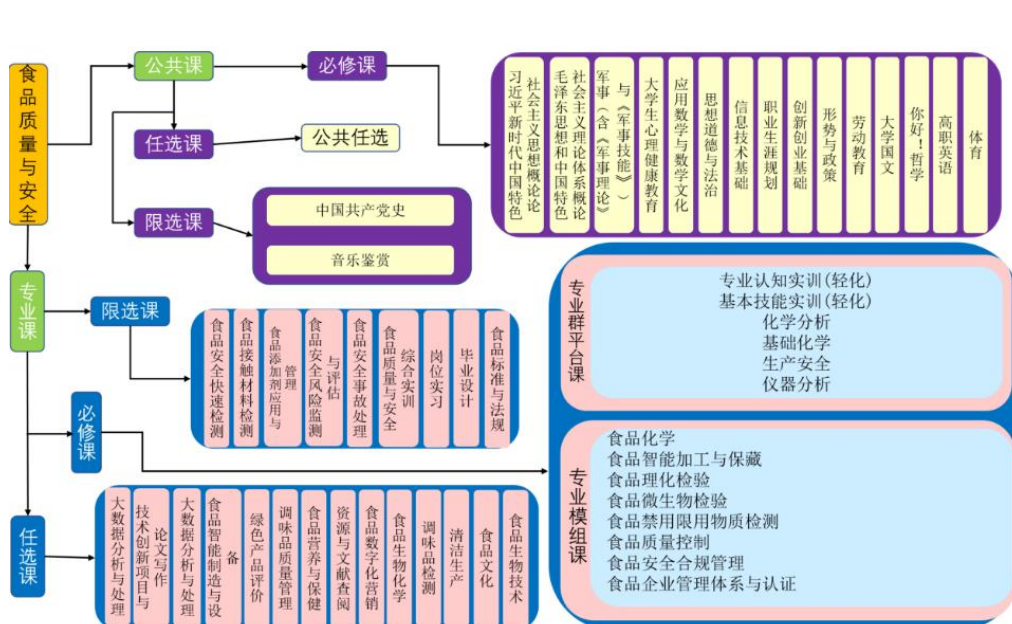 食品质量与安全
公共课
必修课
习近平新时代中国特色
社会主义思想概论论
毛泽东思想和中国特色
社会主义理论体系概论
军事（含《军事理论》
与《军事技能》）
大学生心理健康教育
应用数学与数学文化
思想道德与法治
信息技术基础
职业生涯规划
创新创业基础
形势与政策
劳动教育
大学国文
你好！哲学
高职英语
体育
任选课
公共任选
限选课
中国共产党史
音乐鉴赏
专业课
限选课
食品安全快速检测
食品接触材料检测
食品添加剂应用与
管理
食品安全风险监测
与评估
食品安全事故处理
食品质量与安全
综合实训
岗位实习
毕业设计
食品标准与法规
必修课
专业群平台课
专业认知实训(轻化)
基本技能实训(轻化)
化学分析
基础化学
生产安全
仪器分析
专业模组课
食品化学
食品智能加工与保藏
食品理化检验
食品微生物检验
食品禁用限用物质检测
食品质量控制
食品安全合规管理
食品企业管理体系与认证
任选课
大数据分析与处理
技术创新项目与
论文写作
大数据分析与处理
食品智能制造与设
备
绿色产品评价
调味品质量管理
食品营养与保健
资源与文献查阅
食品数字化营销
食品生物化学
调味品检测
清洁生产
食品文化
食品生物技术